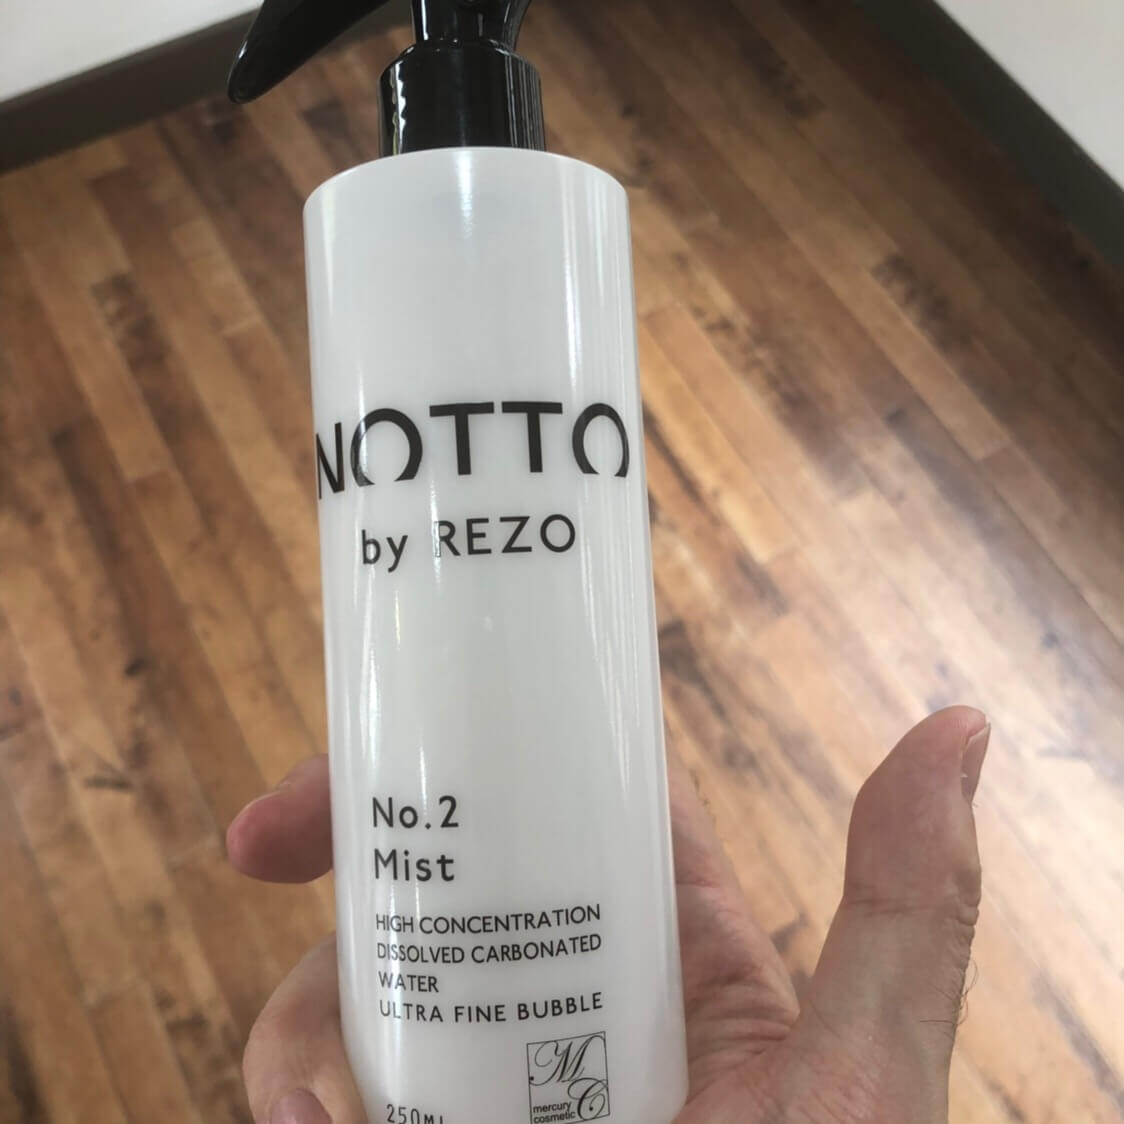 NOTTO
by REZO
No.2
Mist
HIGH CONCENTRATION
DISSOLVED CARBONATED
WATER
ULTRA FINE BUBBLE
MC
mercury
cosmetic
250ML